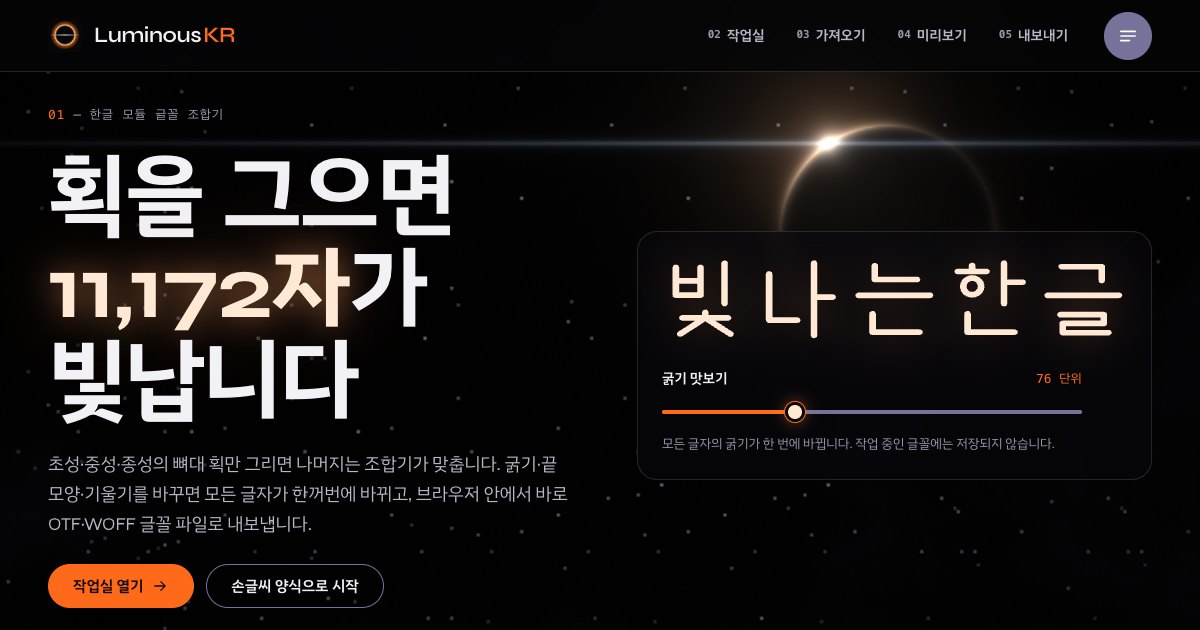 LuminousKR
02 작업실
03 가져오기
04 미리보기
05 내보내기
01 — 한글 모듈 글꼴 조합기
획을 그으면
11,172자가
빛납니다
초성·중성·종성의 뼈대 획만 그리면 나머지는 조합기가 맞춥니다. 굵기·끝
모양·기울기를 바꾸면 모든 글자가 한꺼번에 바뀌고, 브라우저 안에서 바로
OTF·WOFF 글꼴 파일로 내보냅니다.
작업실 열기 →
손글씨 양식으로 시작
빛나는한글
굵기 맛보기
76 단위
모든 글자의 굵기가 한 번에 바뀝니다. 작업 중인 글꼴에는 저장되지 않습니다.